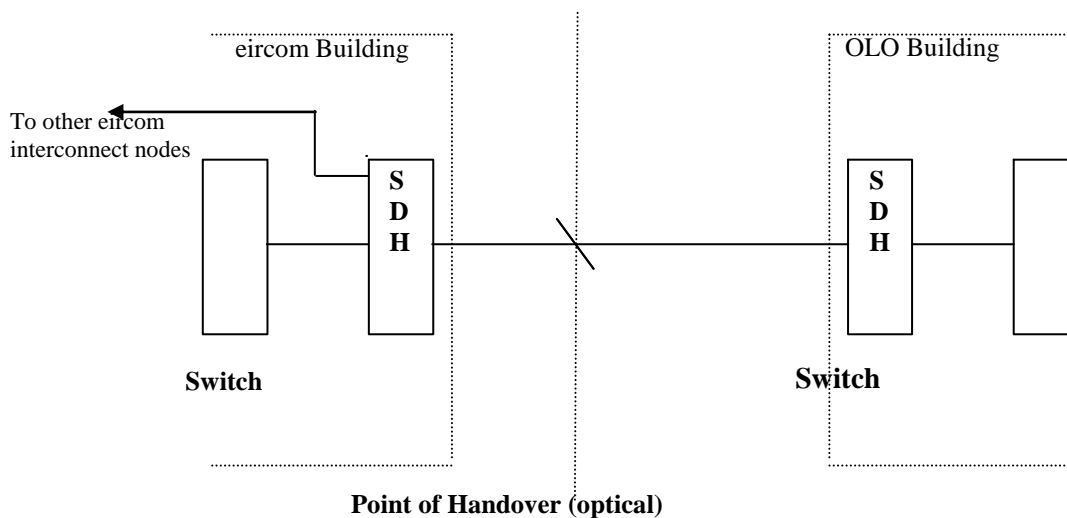 eircom Building
OLO Building
To other eircom
interconnect nodes
S
D
H
S
D
H
Switch
Switch
Point of Handover (optical)